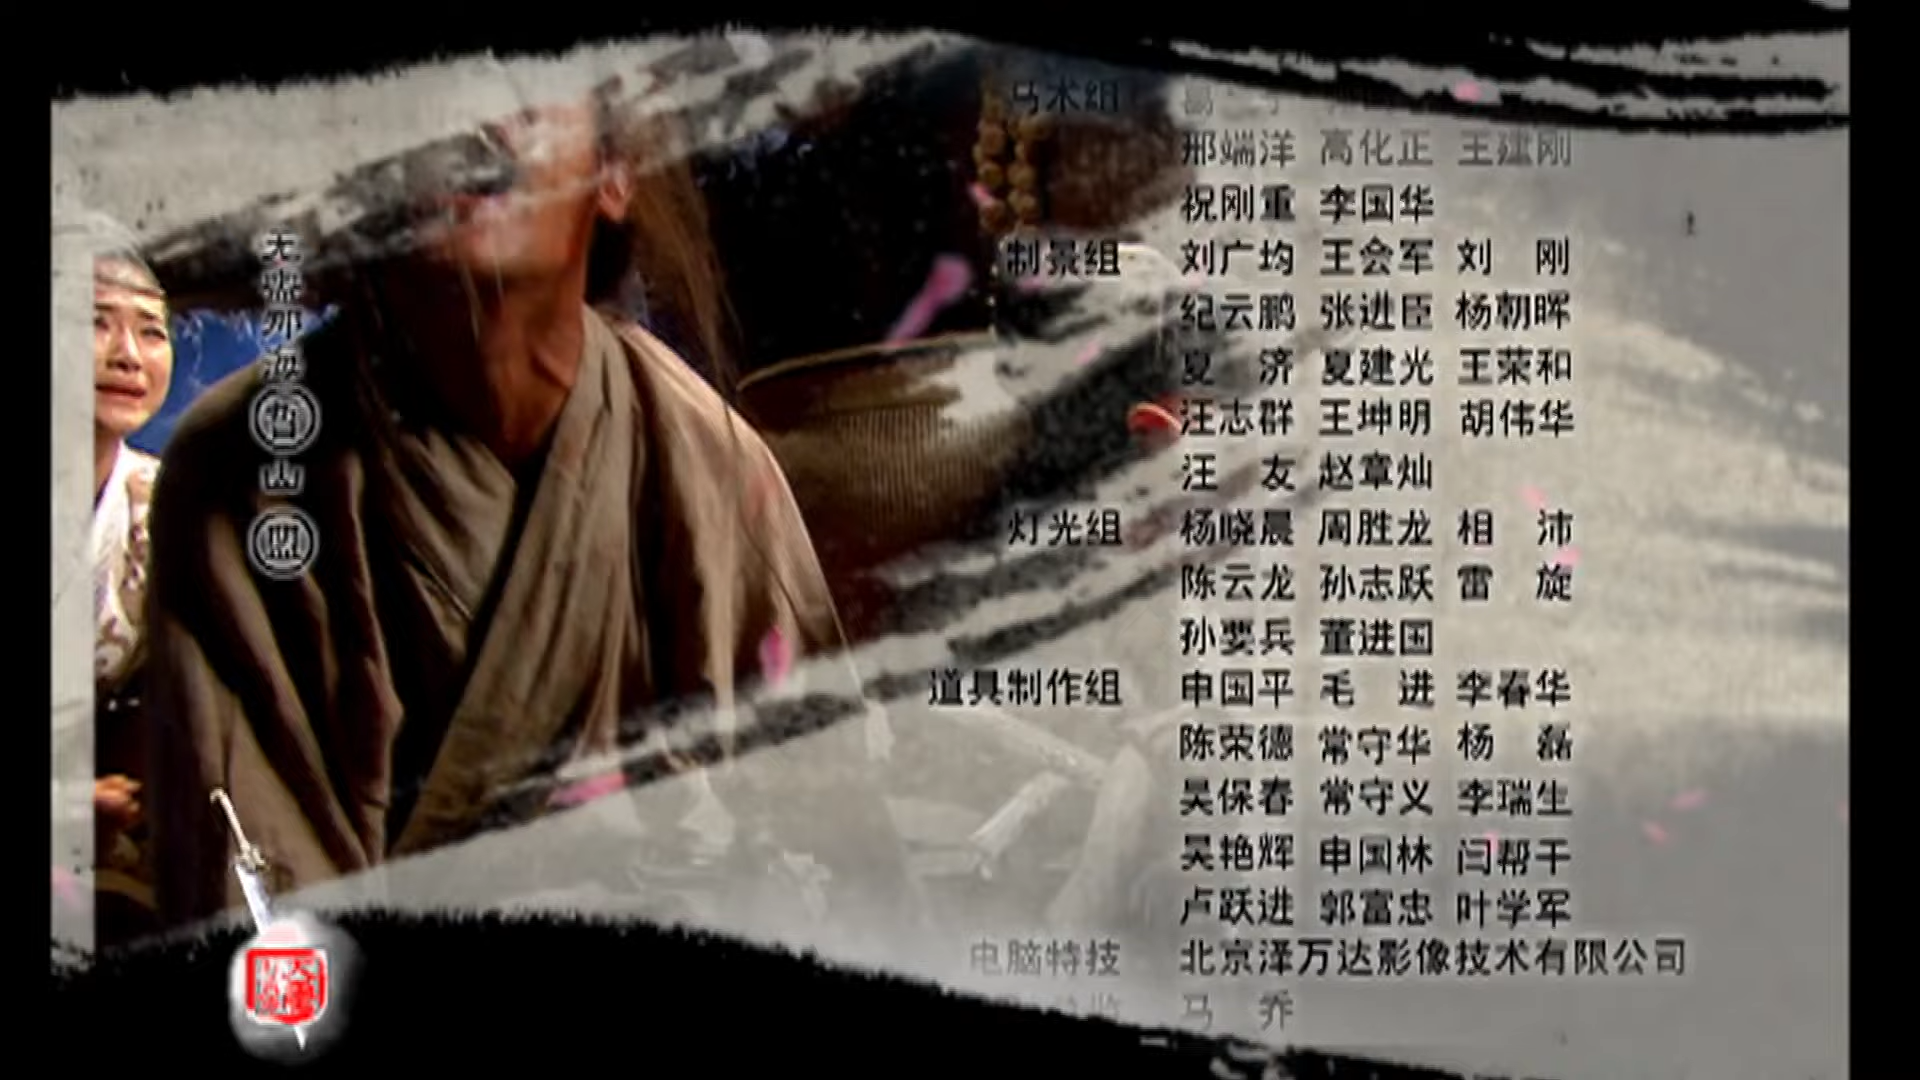 无
邪
海
哲
山
盟
马术组
邢端洋 高化正 王建刚
祝刚重 李国华
制景组 刘广均 王会军 刘 刚
纪云鹏 张进臣 杨朝晖
夏 济 夏建光 王荣和
汪志群 王坤明 胡伟华
汪 友 赵章灿
灯光组 杨晓晨 周胜龙 相 沛
陈云龙 孙志跃 雷 旋
孙要兵 董进国
道具制作组 申国平 毛 进 李春华
陈荣德 常守华 杨 磊
吴保春 常守义 李瑞生
吴艳辉 申国林 闫帮干
卢跃进 郭富忠 叶学军
电脑特技 北京泽万达影像技术有限公司
马 乔